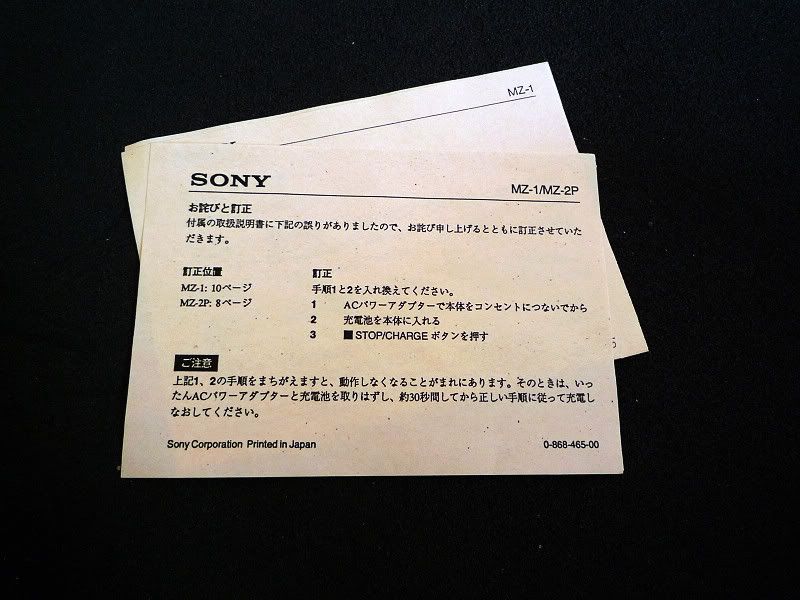 MZ-1
SONY
MZ-1/MZ-2P
お詫びと訂正
付属の取扱説明書に下記の誤りがありましたので、お詫び申し上げるとともに訂正させていた
だきます。
訂正位置
MZ-1: 10ページ
MZ-2P: 8ページ
訂正
手順1と2を入れ換えてください。
1 ACパワーアダプターで本体をコンセントにつないでから
2 充電池を本体に入れる
3 ■ STOP/CHARGE ボタンを押す
ご注意
上記1、2の手順をまちがえますと、動作しなくなることがまれにあります。そのときは、いっ
たんACパワーアダプターと充電池を取りはずし、約30秒間してから正しい手順に従って充電し
なおしてください。
Sony Corporation Printed in Japan
0-868-465-00